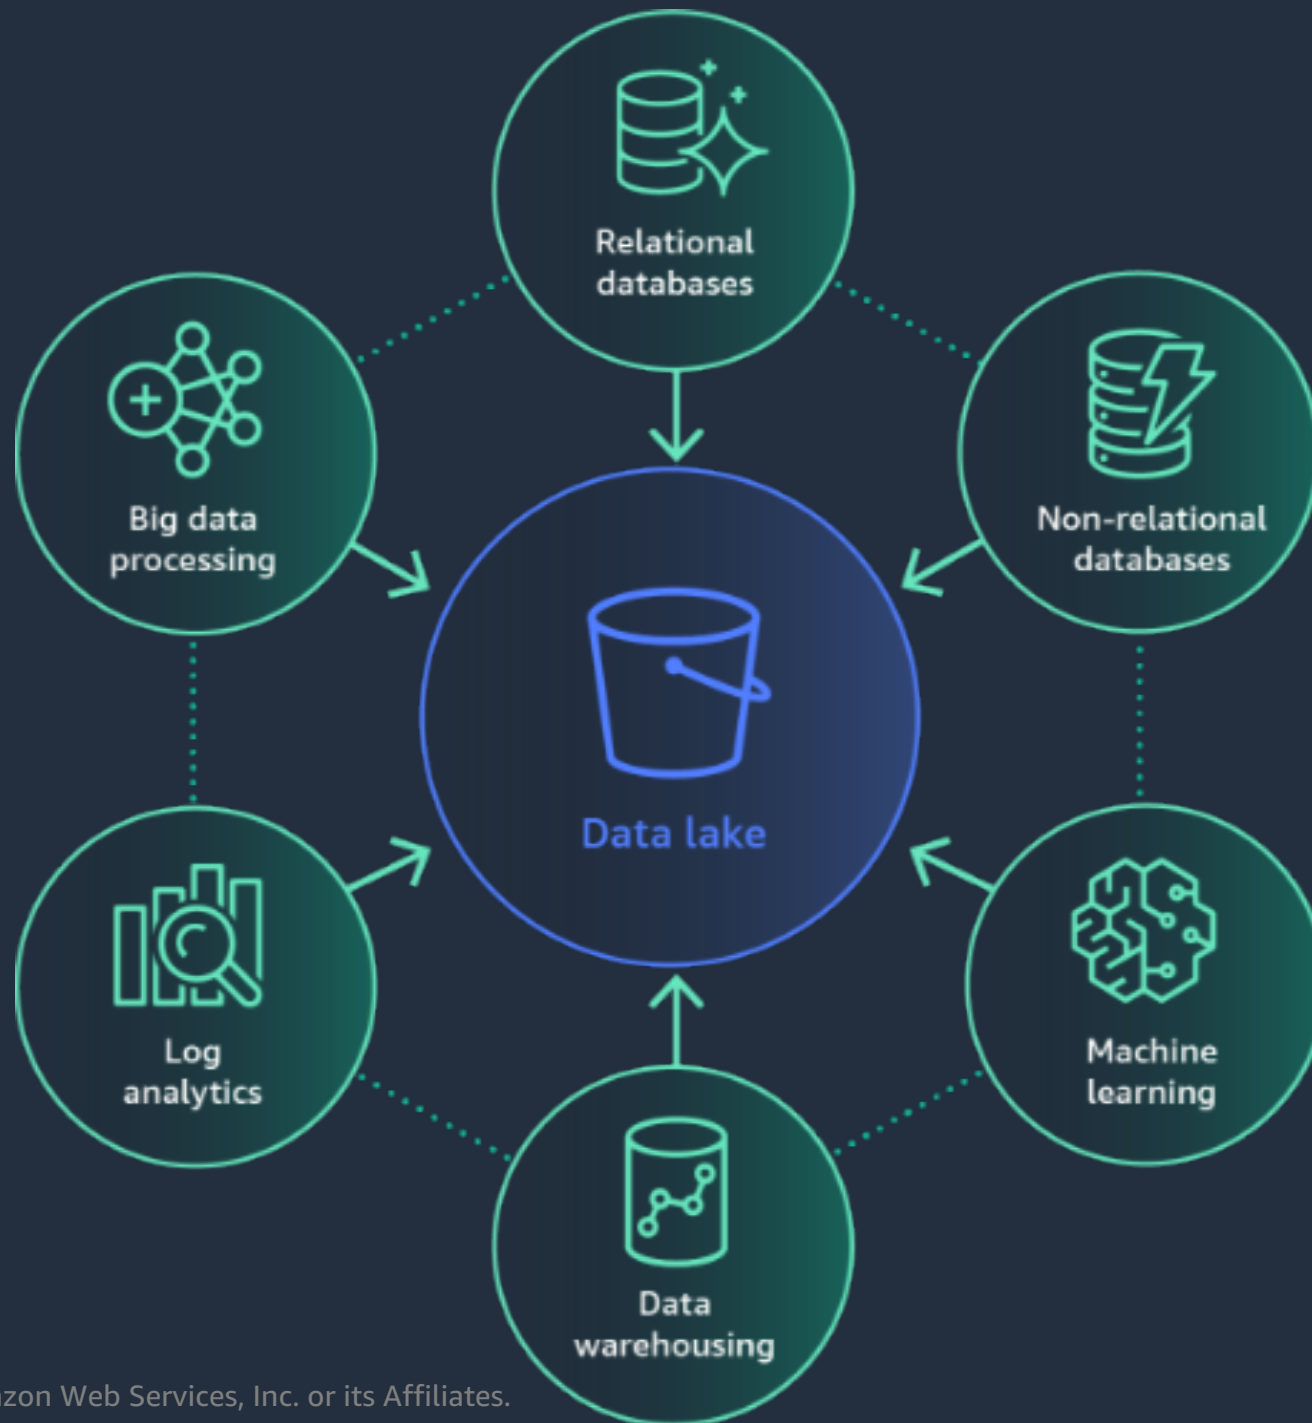 Relational
databases
Big data
processing
Non-relational
databases
Data lake
Log
analytics
Machine
learning
Data
warehousing
Web Services, Inc. or its Affiliates.